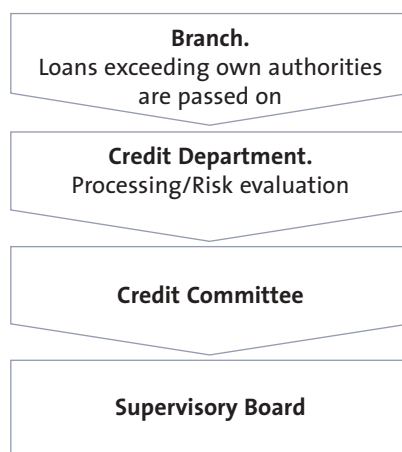 Branch.
Loans exceeding own authorities
are passed on
Credit Department.
Processing/Risk evaluation
Credit Committee
Supervisory Board